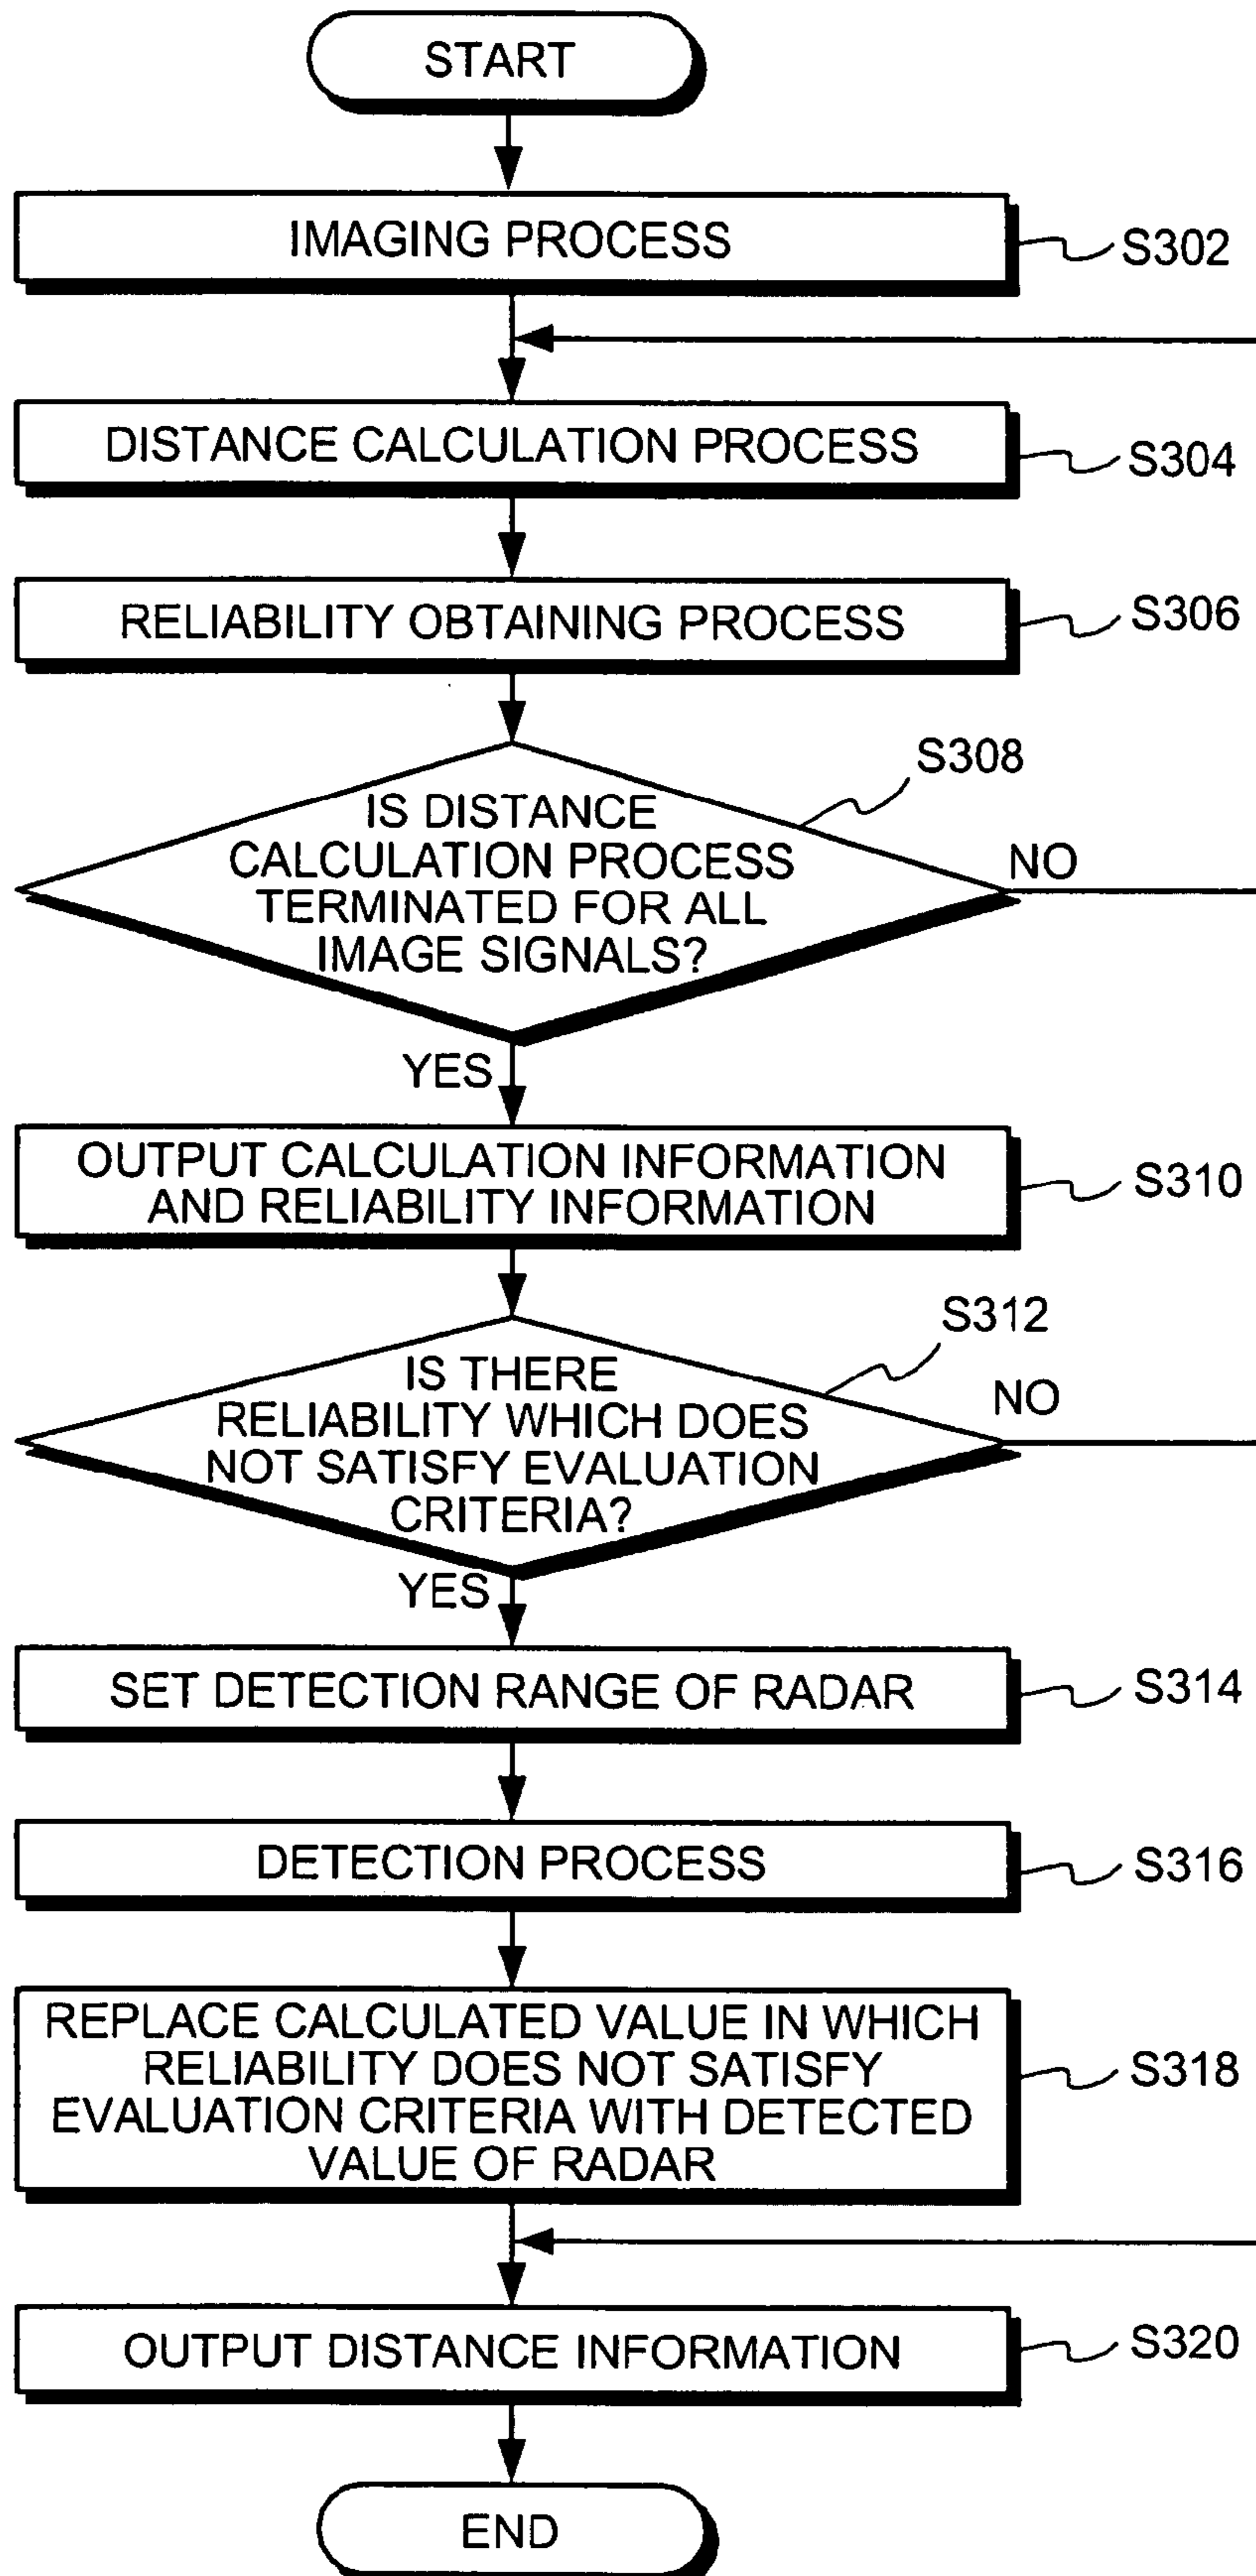 START
IMAGING PROCESS
S302
DISTANCE CALCULATION PROCESS
S304
RELIABILITY OBTAINING PROCESS
S306
S308
IS DISTANCE
CALCULATION PROCESS
TERMINATED FOR ALL
IMAGE SIGNALS?
NO
YES
OUTPUT CALCULATION INFORMATION
AND RELIABILITY INFORMATION
S310
S312
IS THERE
RELIABILITY WHICH DOES
NOT SATISFY EVALUATION
CRITERIA?
NO
YES
SET DETECTION RANGE OF RADAR
S314
DETECTION PROCESS
S316
REPLACE CALCULATED VALUE IN WHICH
RELIABILITY DOES NOT SATISFY
EVALUATION CRITERIA WITH DETECTED
VALUE OF RADAR
S318
OUTPUT DISTANCE INFORMATION
S320
END